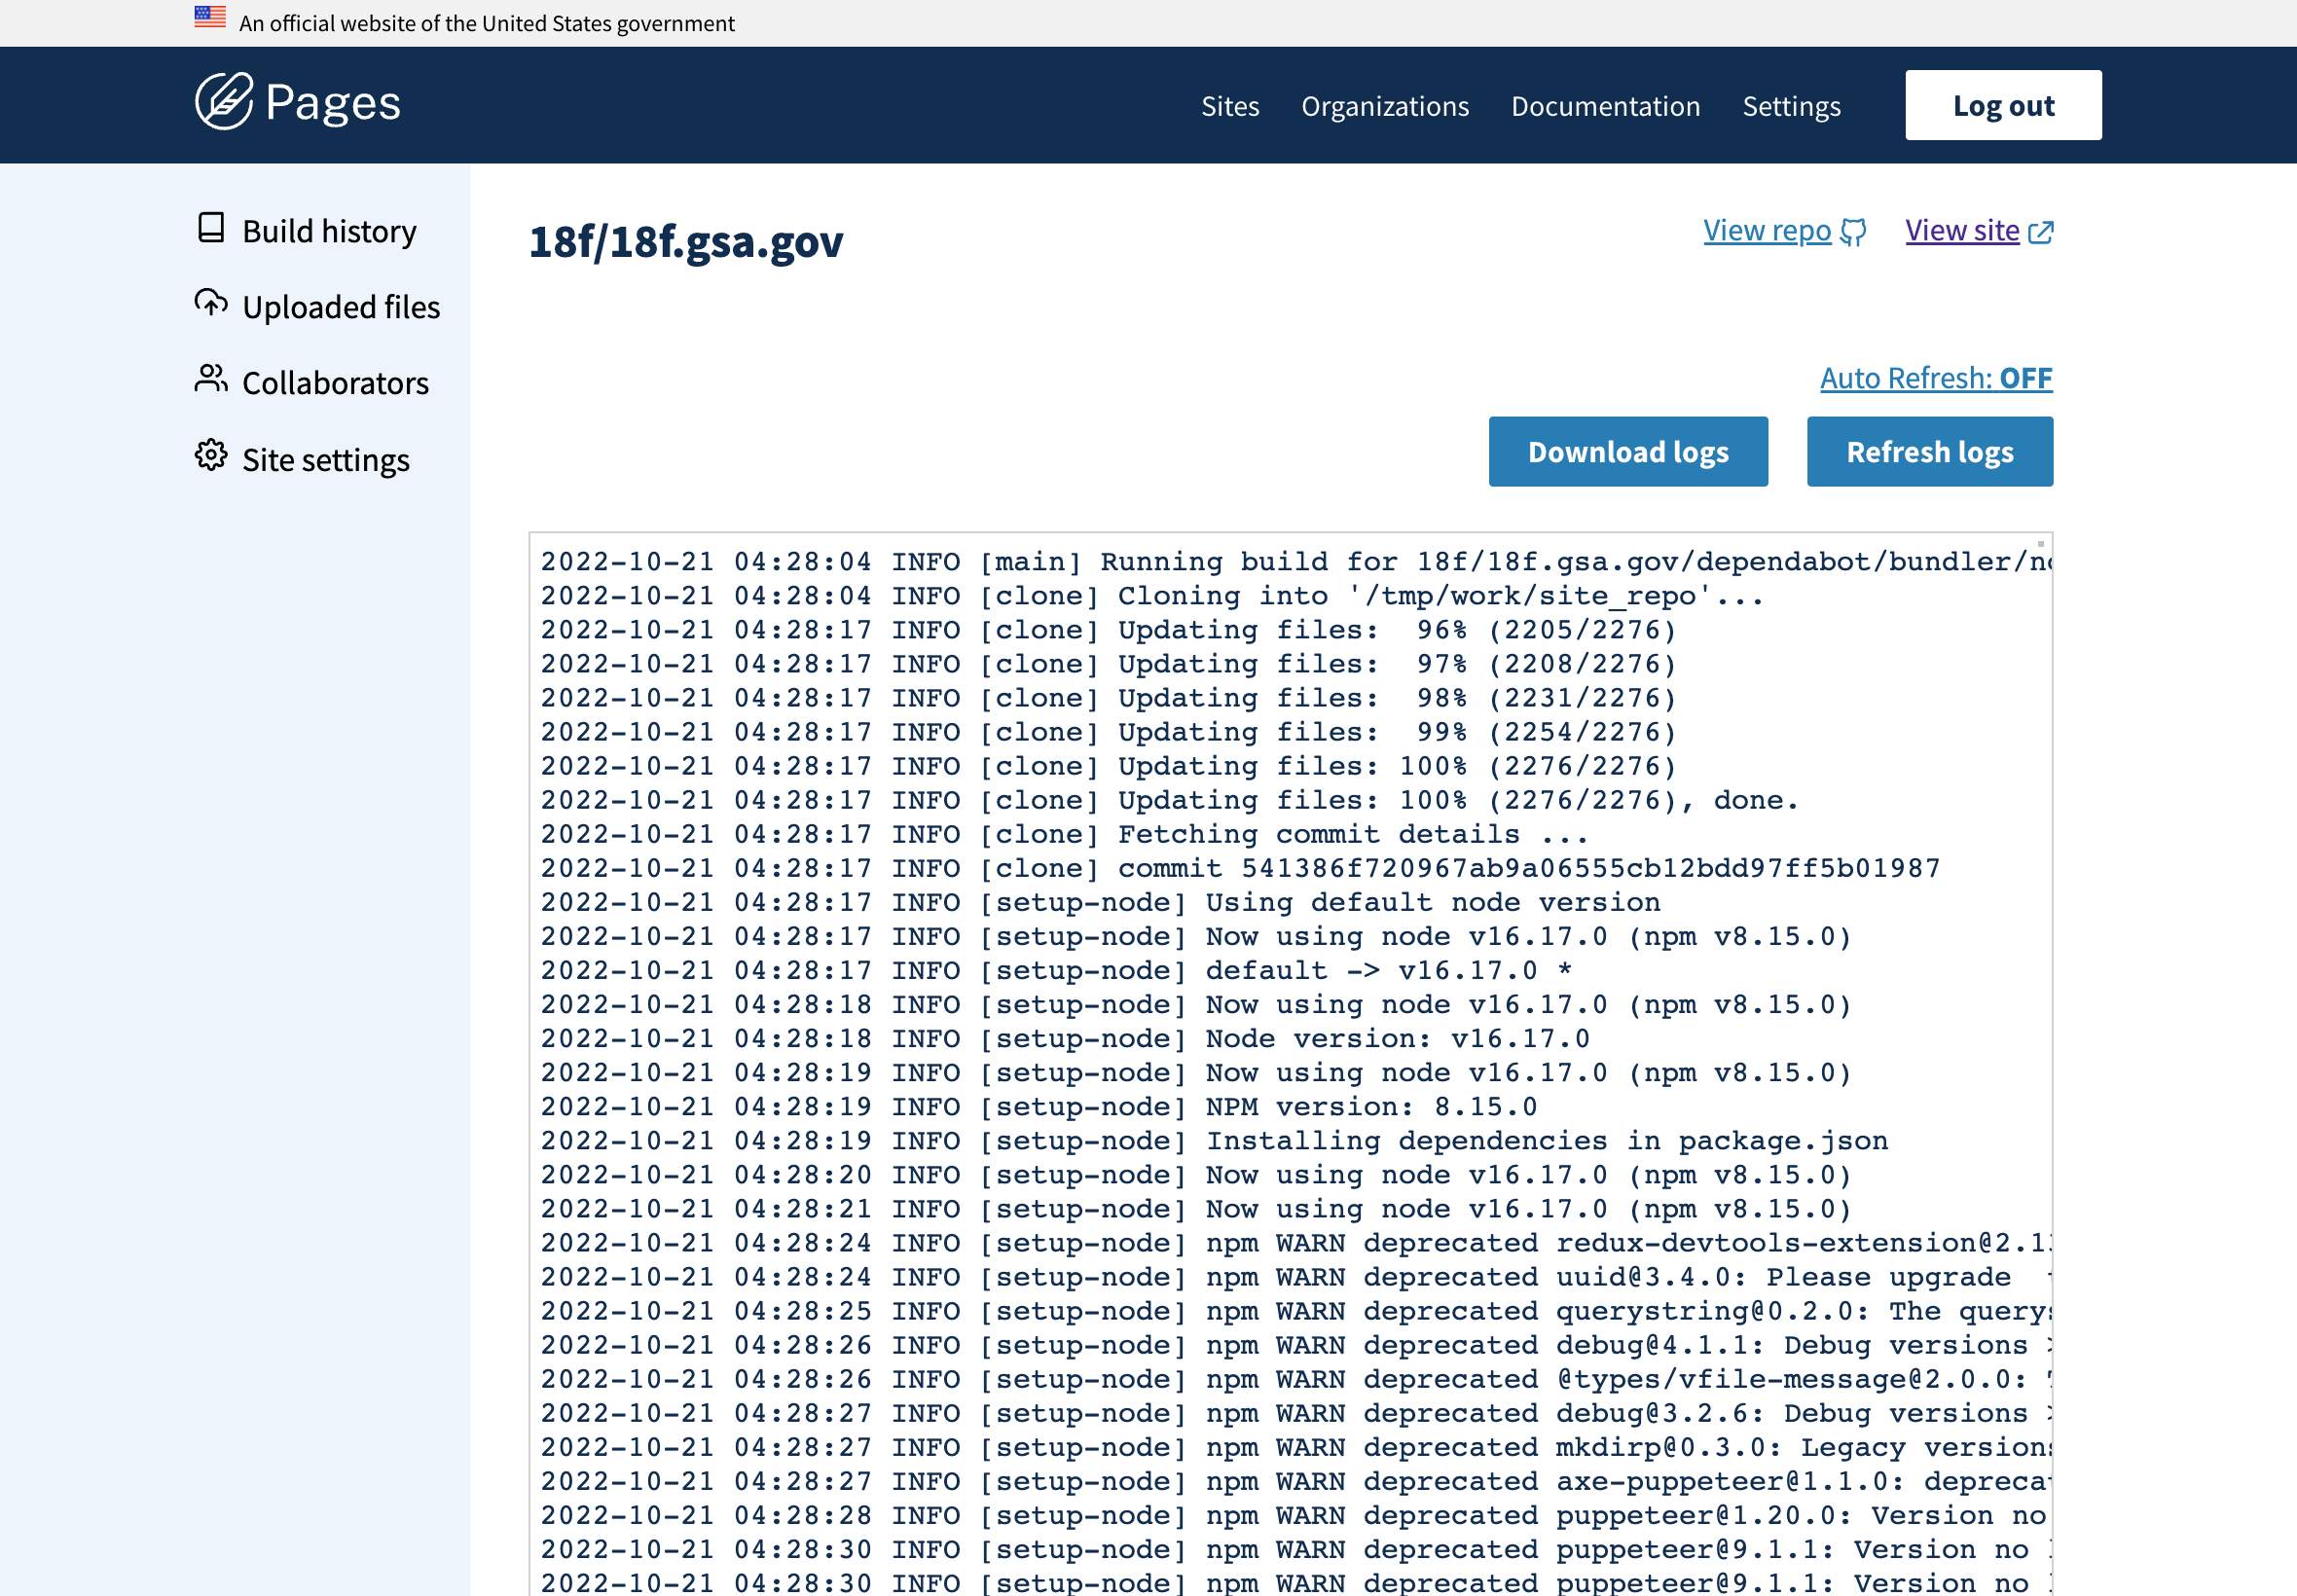 An official website of the United States government
Pages
Sites Organizations Documentation Settings Log out
Build history
Uploaded files
Collaborators
Site settings
18f/18f.gsa.gov
View repo View site
Auto Refresh: OFF
Download logs Refresh logs
2022-10-21 04:28:04 INFO [main] Running build for 18f/18f.gsa.gov/dependabot/bundler/no
2022-10-21 04:28:04 INFO [clone] Cloning into '/tmp/work/site_repo'...
2022-10-21 04:28:17 INFO [clone] Updating files:  96% (2205/2276)
2022-10-21 04:28:17 INFO [clone] Updating files:  97% (2208/2276)
2022-10-21 04:28:17 INFO [clone] Updating files:  98% (2231/2276)
2022-10-21 04:28:17 INFO [clone] Updating files:  99% (2254/2276)
2022-10-21 04:28:17 INFO [clone] Updating files: 100% (2276/2276)
2022-10-21 04:28:17 INFO [clone] Updating files: 100% (2276/2276), done.
2022-10-21 04:28:17 INFO [clone] Fetching commit details ...
2022-10-21 04:28:17 INFO [clone] commit 541386f720967ab9a06555cb12bdd97ff5b01987
2022-10-21 04:28:17 INFO [setup-node] Using default node version
2022-10-21 04:28:17 INFO [setup-node] Now using node v16.17.0 (npm v8.15.0)
2022-10-21 04:28:17 INFO [setup-node] default -> v16.17.0 *
2022-10-21 04:28:18 INFO [setup-node] Now using node v16.17.0 (npm v8.15.0)
2022-10-21 04:28:18 INFO [setup-node] Node version: v16.17.0
2022-10-21 04:28:19 INFO [setup-node] Now using node v16.17.0 (npm v8.15.0)
2022-10-21 04:28:19 INFO [setup-node] NPM version: 8.15.0
2022-10-21 04:28:19 INFO [setup-node] Installing dependencies in package.json
2022-10-21 04:28:20 INFO [setup-node] Now using node v16.17.0 (npm v8.15.0)
2022-10-21 04:28:21 INFO [setup-node] Now using node v16.17.0 (npm v8.15.0)
2022-10-21 04:28:24 INFO [setup-node] npm WARN deprecated redux-devtools-extension@2.13
2022-10-21 04:28:24 INFO [setup-node] npm WARN deprecated uuid@3.4.0: Please upgrade
2022-10-21 04:28:25 INFO [setup-node] npm WARN deprecated querystring@0.2.0: The querys
2022-10-21 04:28:26 INFO [setup-node] npm WARN deprecated debug@4.1.1: Debug versions >
2022-10-21 04:28:26 INFO [setup-node] npm WARN deprecated @types/vfile-message@2.0.0:
2022-10-21 04:28:27 INFO [setup-node] npm WARN deprecated debug@3.2.6: Debug versions >
2022-10-21 04:28:27 INFO [setup-node] npm WARN deprecated mkdirp@0.3.0: Legacy versions
2022-10-21 04:28:27 INFO [setup-node] npm WARN deprecated axe-puppeteer@1.1.0: deprecat
2022-10-21 04:28:28 INFO [setup-node] npm WARN deprecated puppeteer@1.20.0: Version no
2022-10-21 04:28:30 INFO [setup-node] npm WARN deprecated puppeteer@9.1.1: Version no
2022-10-21 04:28:30 INFO [setup-node] npm WARN deprecated puppeteer@9.1.1: Version no